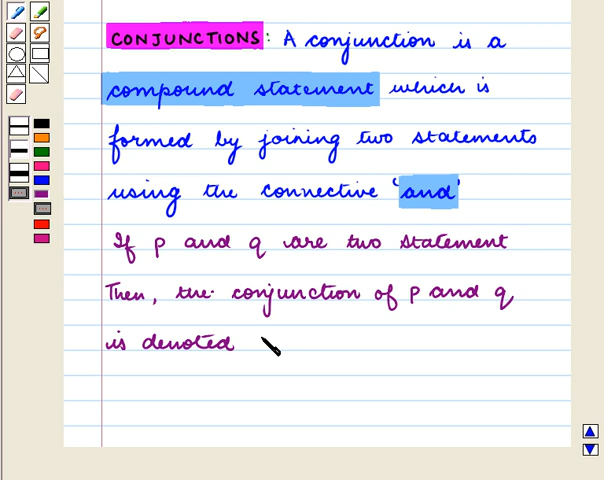 CONJUNCTIONS: A conjunction is a
compound statement which is
formed by joining two statements
using the connective 'and'
If p and q are two statement
Then, the conjunction of p and q
is denoted